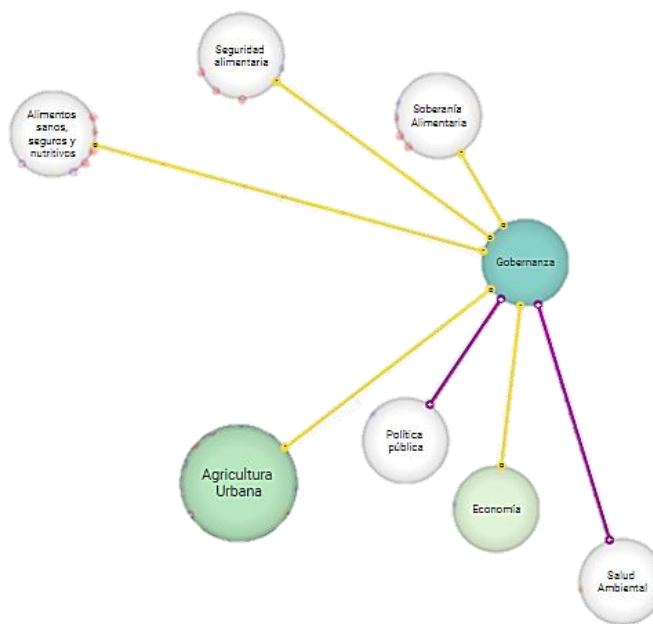 Seguridad
alimentaria
Alimentos
sanos,
seguros y
nutritivos
Soberanía
Alimentaria
Gobernanza
Política
pública
Agricultura
Urbana
Economía
Salud
Ambiental